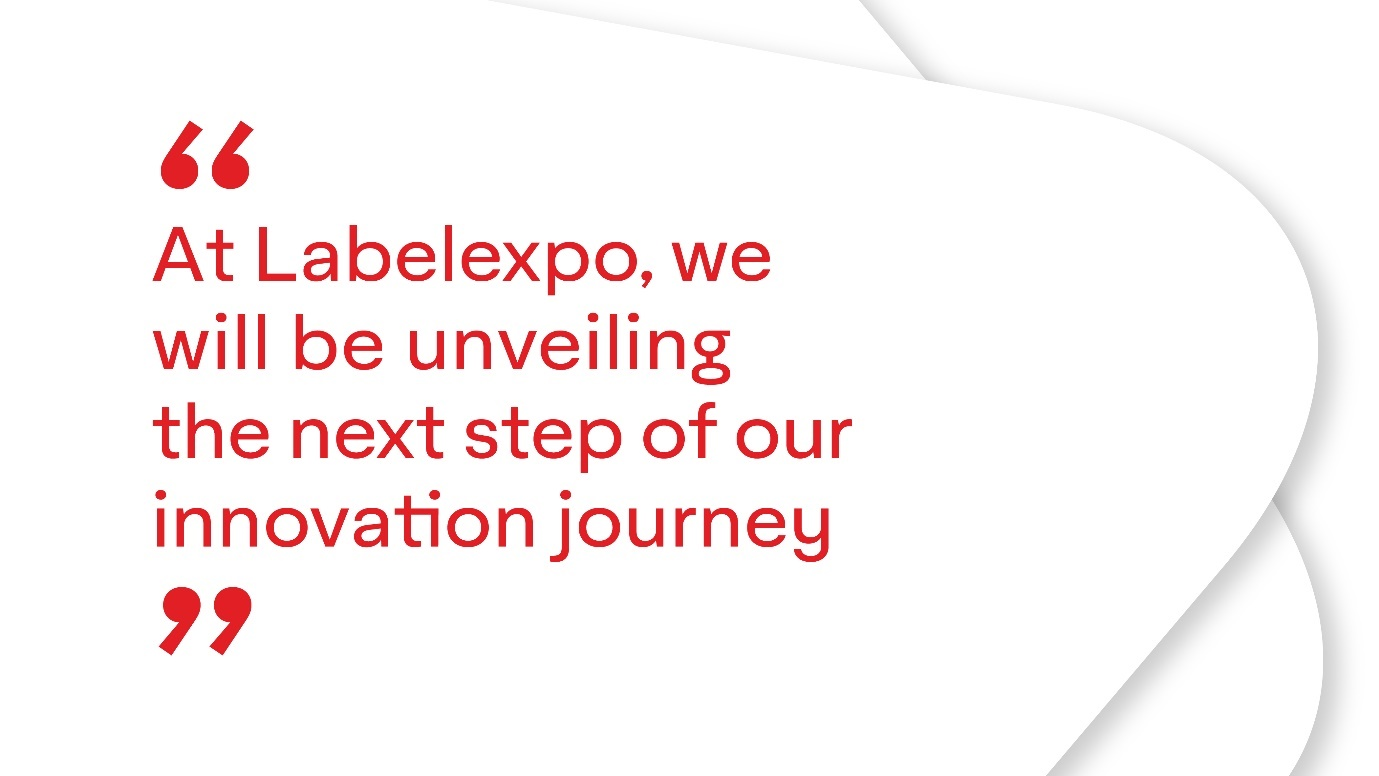 “
At Labelexpo, we
will be unveiling
the next step of our
innovation journey
”